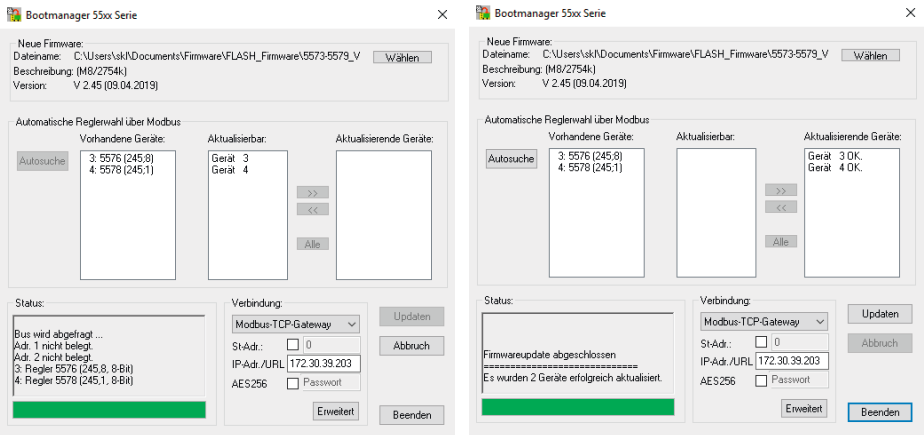 Bootmanager 55xx Serie
Neue Firmware:
Dateiname: C:\Users\skl\Documents\Firmware\FLASH_Firmware\5573-5579_V
Wählen
Beschreibung: (M8/2754k)
Version: V 2.45 (09.04.2019)
Automatische Reglerwahl über Modbus
Vorhandene Geräte: Aktualisierbar: Aktualisierende Geräte:
Autosuche
3: 5576 (245;8)
4: 5578 (245;1)
Gerät 3
Gerät 4
>>
<<
Alle
Status:
Bus wird abgefragt ...
Adr. 1 nicht belegt.
Adr. 2 nicht belegt.
3: Regler 5576 (245,8, 8-Bit)
4: Regler 5578 (245,1, 8-Bit)
Verbindung:
Modbus-TCP-Gateway
St-Adr.: 0
IP-Adr./URL 172.30.39.203
AES256 Passwort
Erweitert
Updaten
Abbruch
Beenden
Bootmanager 55xx Serie
Neue Firmware:
Dateiname: C:\Users\skl\Documents\Firmware\FLASH_Firmware\5573-5579_V
Wählen
Beschreibung: (M8/2754k)
Version: V 2.45 (09.04.2019)
Automatische Reglerwahl über Modbus
Vorhandene Geräte: Aktualisierbar: Aktualisierende Geräte:
Autosuche
3: 5576 (245;8)
4: 5578 (245;1)
Gerät 3 OK.
Gerät 4 OK.
>>
<<
Alle
Status:
Firmwareupdate abgeschlossen
============================
Es wurden 2 Geräte erfolgreich aktualisiert.
Verbindung:
Modbus-TCP-Gateway
St-Adr.: 0
IP-Adr./URL 172.30.39.203
AES256 Passwort
Erweitert
Updaten
Abbruch
Beenden